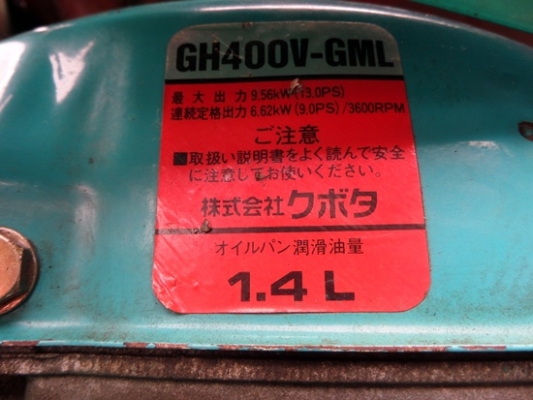 GH400V-GML
最大出力 9.56kW(13.0PS)
連続定格出力 6.62kW(9.0PS)/3600RPM
ご注意
■取扱い説明書をよく読んで安全
に注意してお使いください。
株式会社クボタ
オイルパン潤滑油量
1.4L